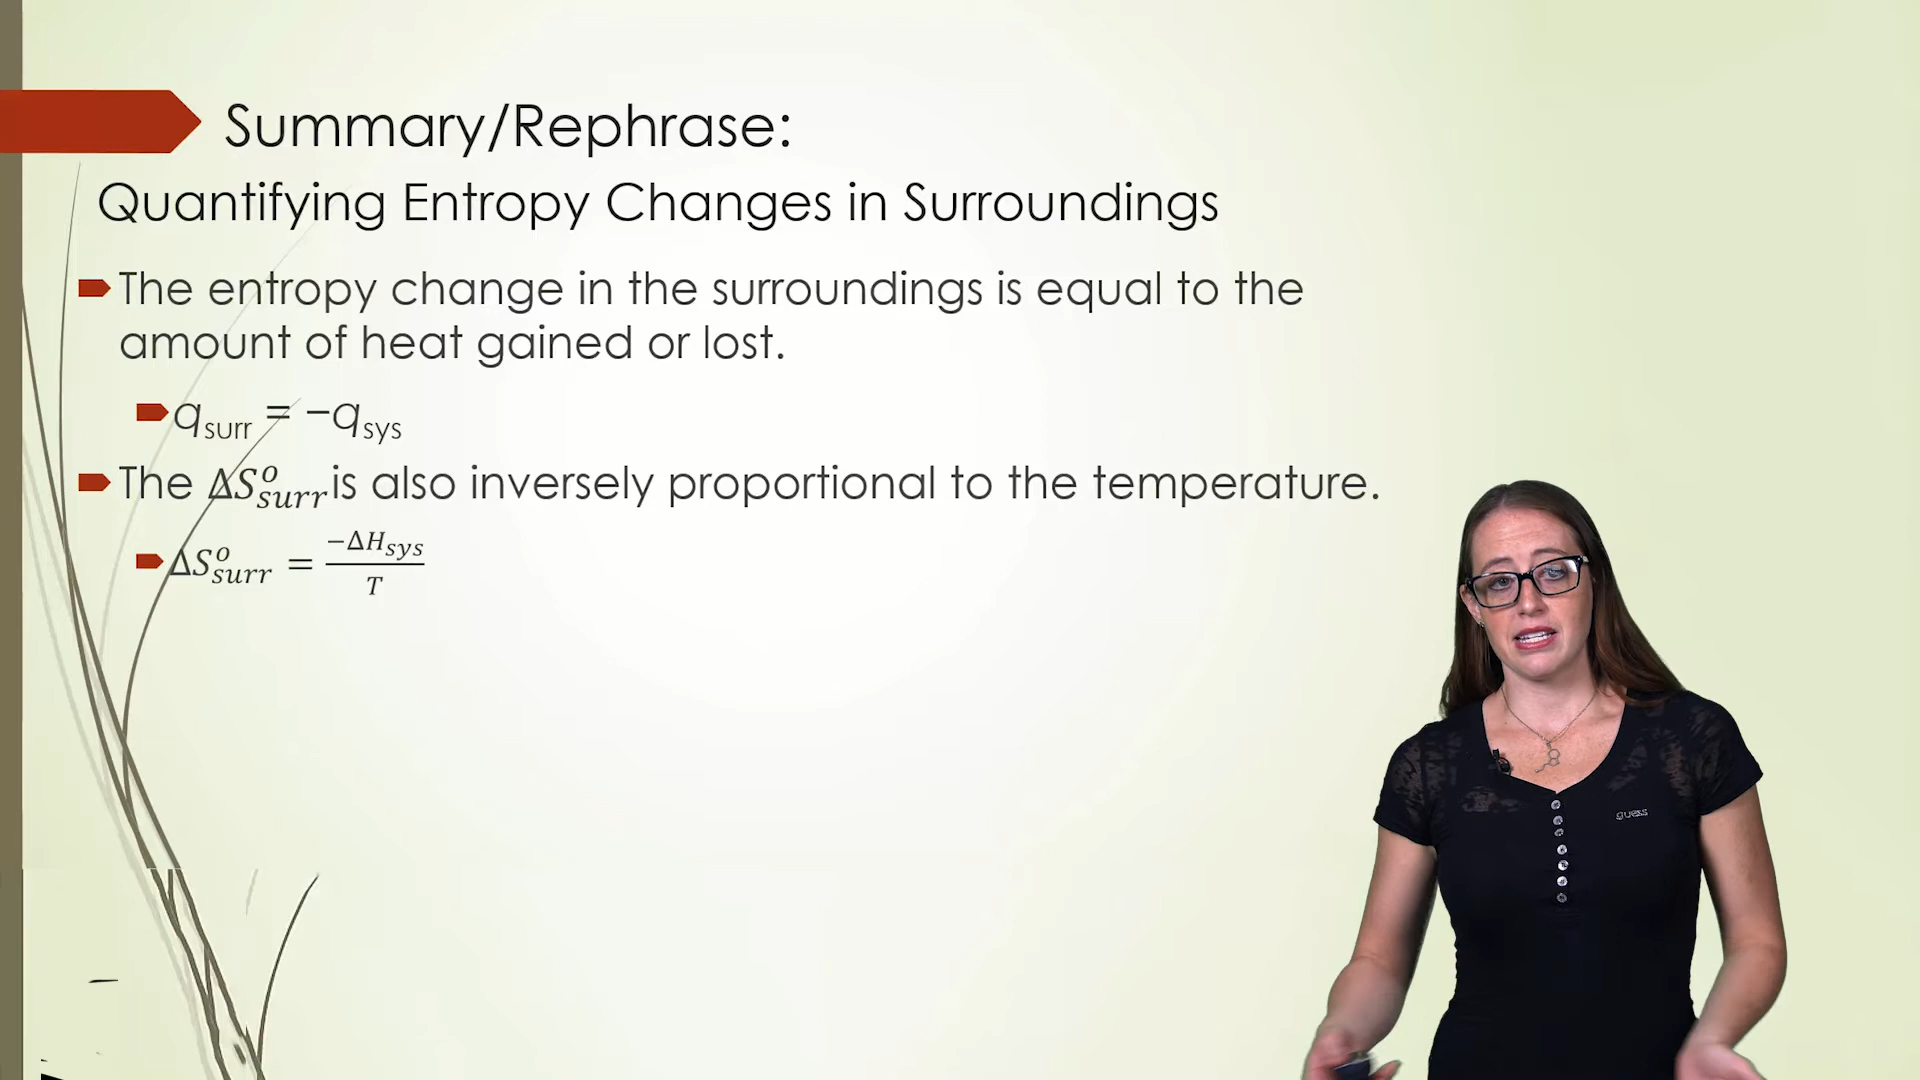 Summary/Rephrase:
Quantifying Entropy Changes in Surroundings
The entropy change in the surroundings is equal to the
amount of heat gained or lost.
q_surr = −q_sys
The ΔS°_surr is also inversely proportional to the temperature.
ΔS°_surr = −ΔH_sys / T
guess